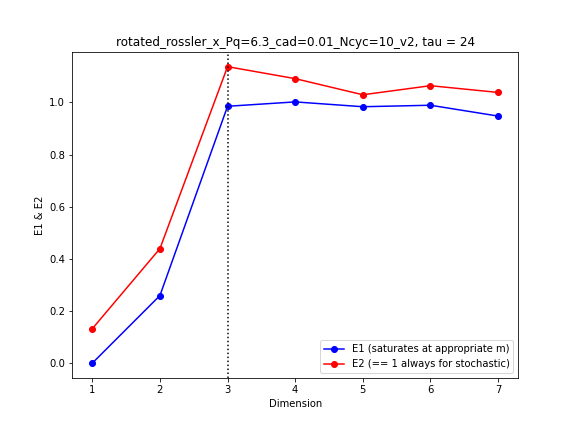 rotated_rossler_x_Pq=6.3_cad=0.01_Ncyc=10_v2, tau = 24
E1 & E2
1.0
0.8
0.6
0.4
0.2
0.0
E1 (saturates at appropriate m)
E2 (== 1 always for stochastic)
1 2 3 4 5 6 7
Dimension